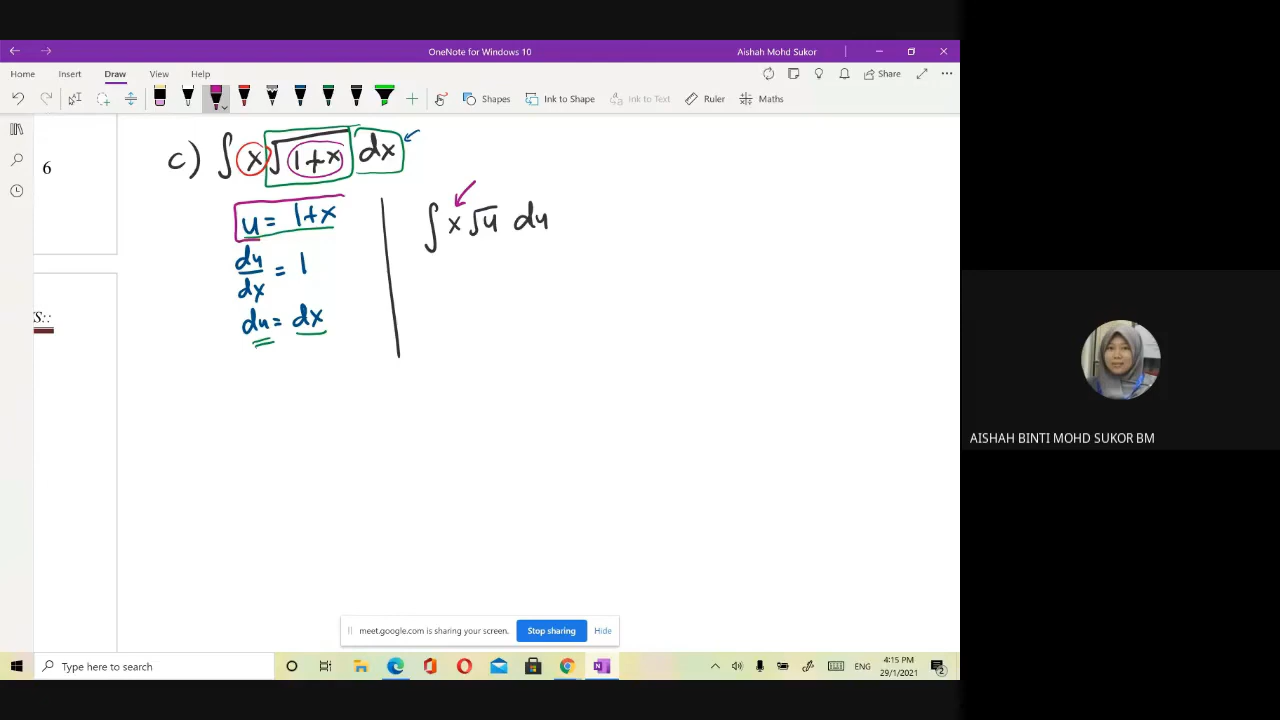 OneNote for Windows 10
Aishah Mohd Sukor
Home Insert Draw View Help
Share
Shapes Ink to Shape Ink to Text Ruler Maths
6
c) ∫ x √1+x dx
u = 1+x
∫ x √u du
du/dx = 1
du = dx
S::
AISHAH BINTI MOHD SUKOR BM
meet.google.com is sharing your screen. Stop sharing Hide
Type here to search
ENG
4:15 PM
29/1/2021
2